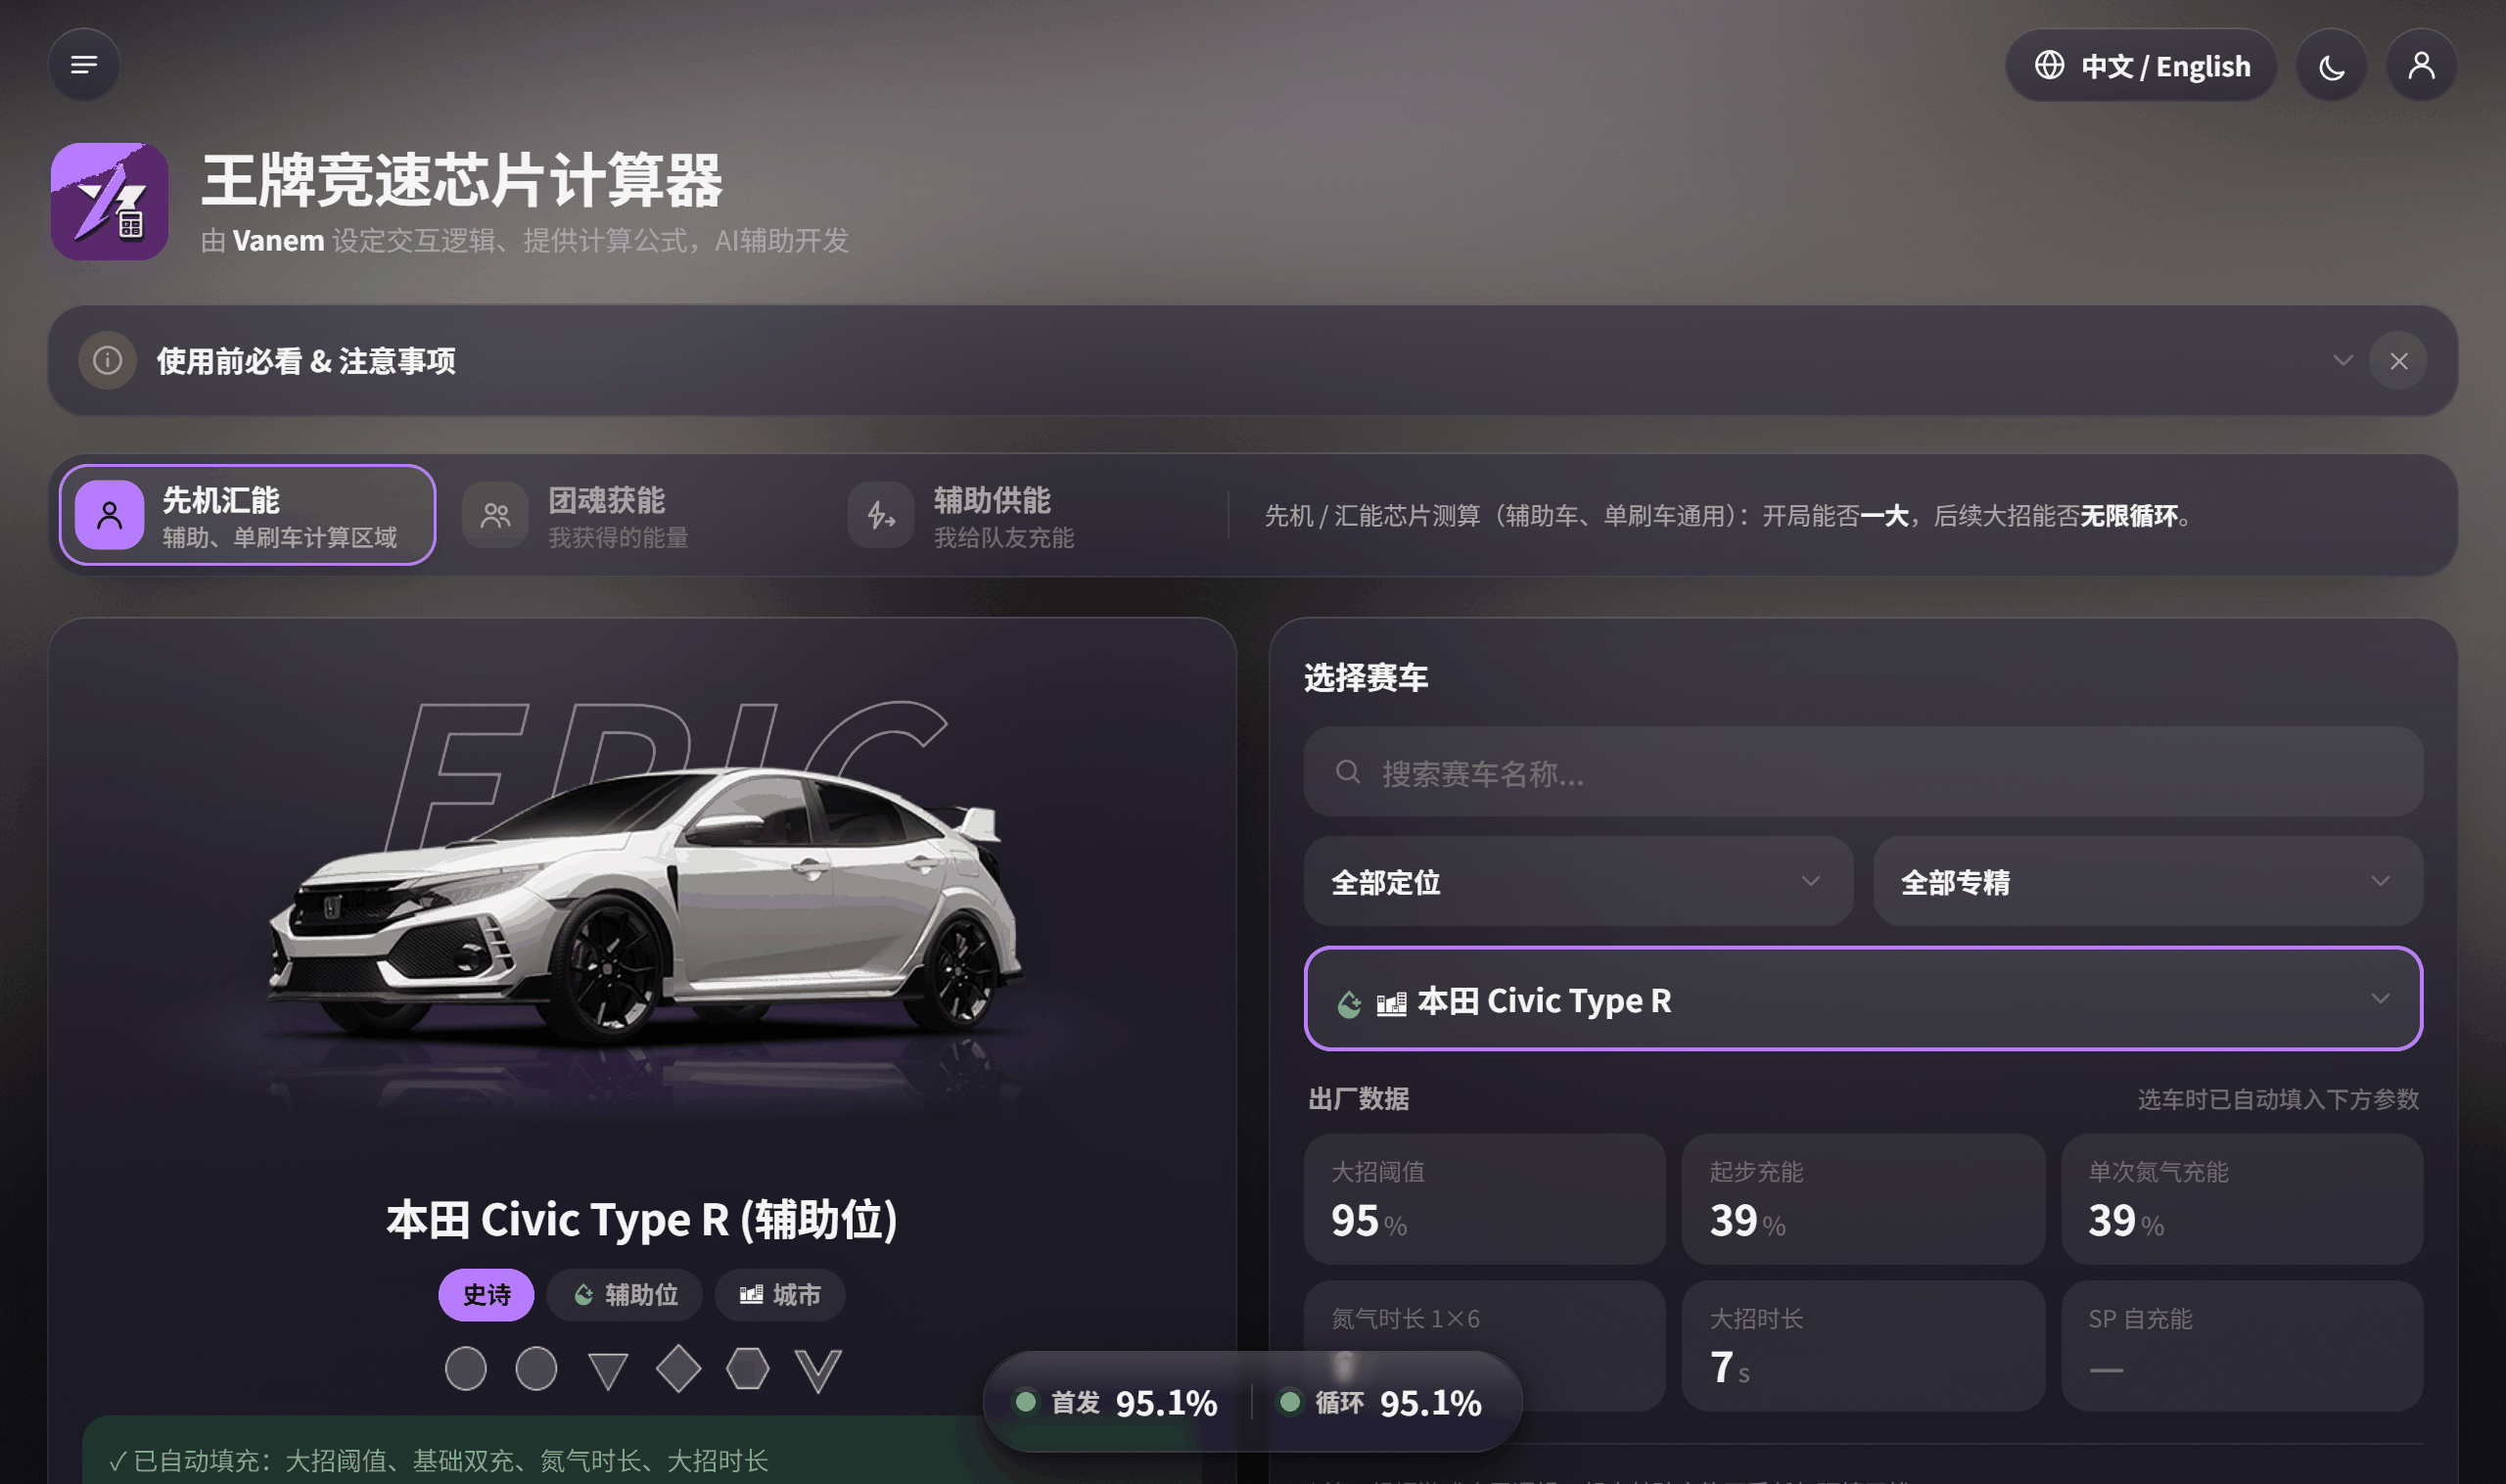 中文 / English
王牌竞速芯片计算器
由 Vanem 设定交互逻辑、提供计算公式，AI辅助开发
使用前必看 & 注意事项
先机汇能
辅助、单刷车计算区域
团魂获能
我获得的能量
辅助供能
我给队友充能
先机 / 汇能芯片测算（辅助车、单刷车通用）：开局能否一大，后续大招能否无限循环。
EPIC
本田 Civic Type R (辅助位)
史诗
辅助位
城市
✓ 已自动填充：大招阈值、基础双充、氮气时长、大招时长
选择赛车
搜索赛车名称...
全部定位
全部专精
本田 Civic Type R
出厂数据
选车时已自动填入下方参数
大招阈值
95 %
起步充能
39 %
单次氮气充能
39 %
氮气时长 1×6
大招时长
7 s
SP 自充能
—
首发 95.1%
循环 95.1%